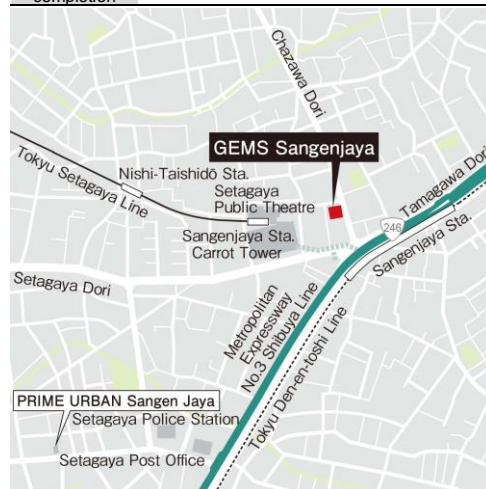 completion
Chazawa Dori
GEMS Sangenjaya
Tokyu Setagaya Line
Nishi-Taishidō Sta.
Setagaya
Public Theatre
Sangenjaya Sta.
Carrot Tower
Tamagawa Dori
246
Sangenjaya Sta.
Setagaya Dori
Metropolitan
Expressway
No.3 Shibuya Line
Tokyu Den-en-toshi Line
PRIME URBAN Sangen Jaya
Setagaya Police Station
Setagaya Post Office